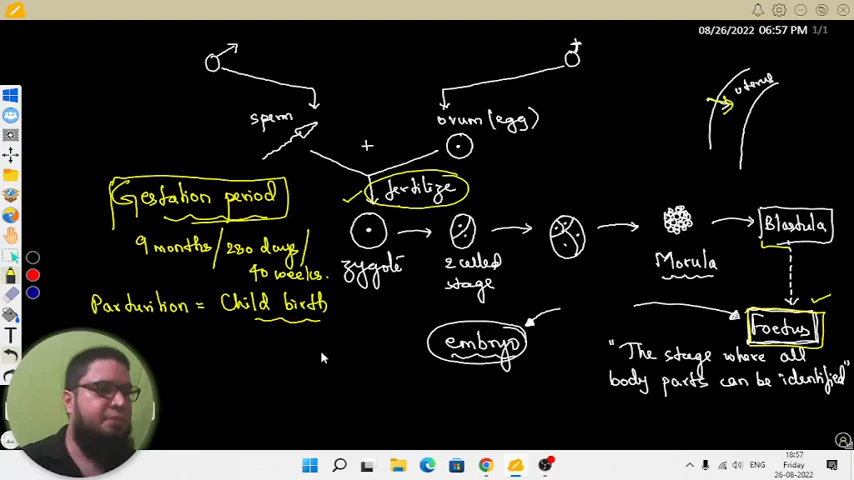 08/26/2022 06:57 PM 1/1
uterus
sperm
+
ovum (egg)
fertilize
Gestation period
9 months / 280 days /
40 weeks.
Parturition = Child birth
zygote
2 celled
stage
Morula
Blastula
embryo
Foetus
"The stage where all
body parts can be identified"
18:57
Friday
26-08-2022